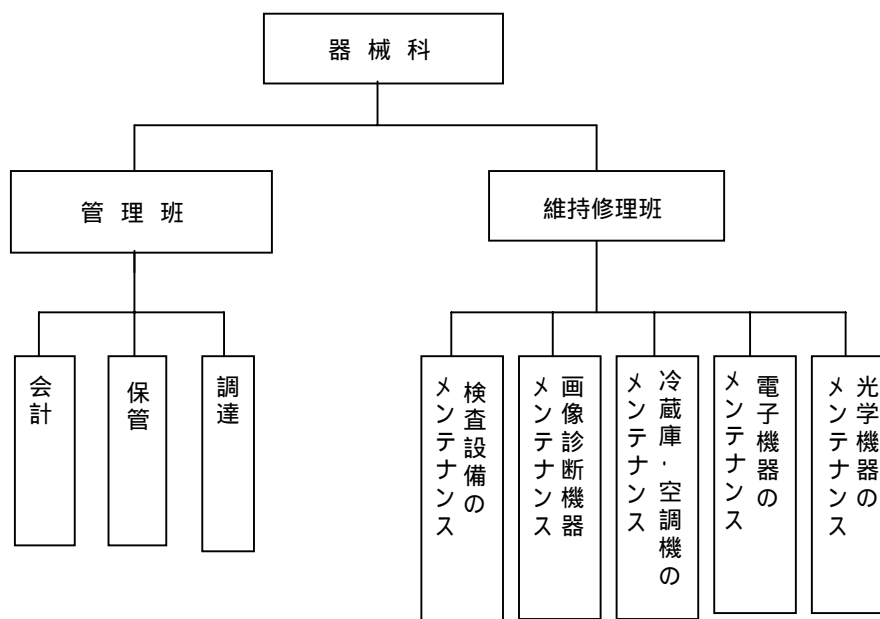 器械科
管理班
維持修理班
会計
保管
調達
検査設備の
メンテナンス
画像診断機器
メンテナンス
冷蔵庫・空調機の
メンテナンス
電子機器の
メンテナンス
光学機器の
メンテナンス